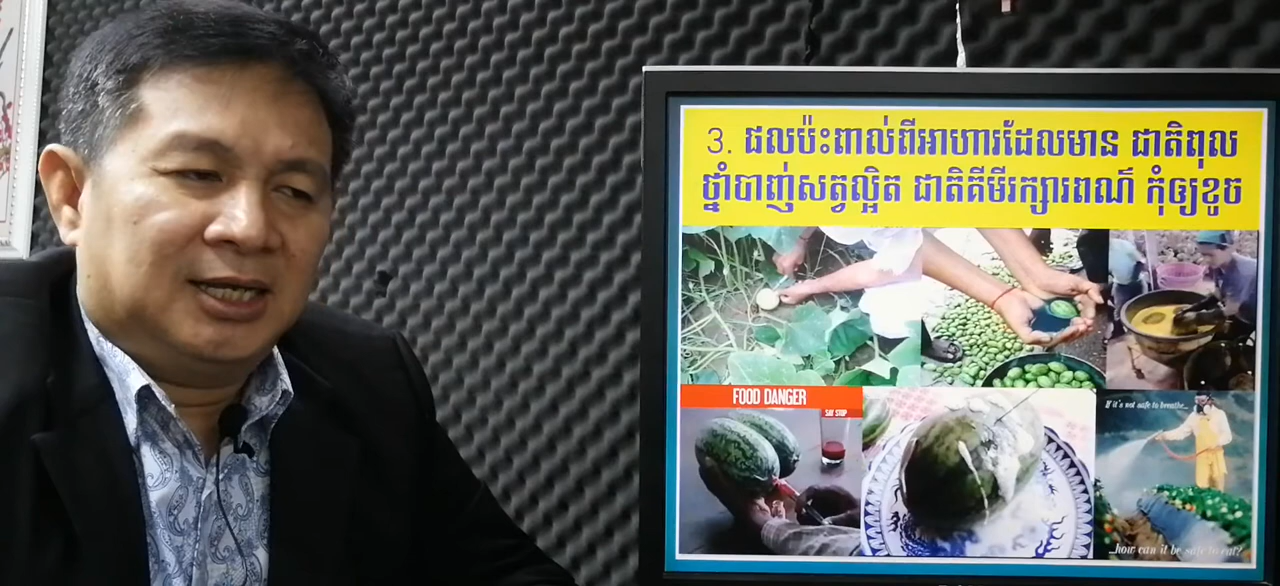 3. ផលប៉ះពាល់ពីអាហារដែលមាន ជាតិពុល
ថ្នាំបាញ់សត្វល្អិត ជាតិគីមីរក្សារពណ៌ កុំឲ្យខូច
FOOD DANGER
SAY STOP
If it's not safe to breathe...
...how can it be safe to eat?